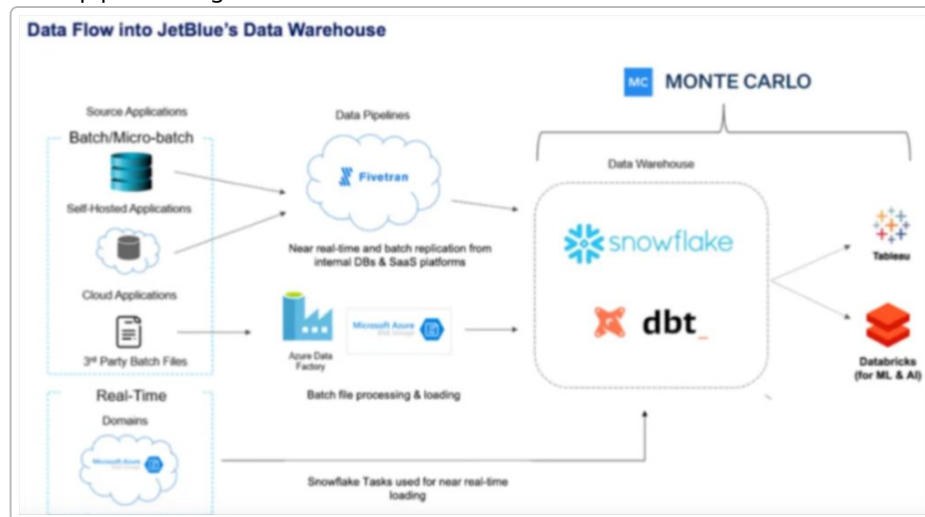 Data Flow into JetBlue's Data Warehouse
MC MONTE CARLO
Source Applications
Batch/Micro-batch
Self-Hosted Applications
Cloud Applications
3rd Party Batch Files
Real-Time
Domains
Microsoft Azure
Data Pipelines
Fivetran
Near real-time and batch replication from
internal DBs & SaaS platforms
Azure Data
Factory
Microsoft Azure
Blob Storage
Batch file processing & loading
Snowflake Tasks used for near real-time
loading
Data Warehouse
snowflake
dbt_
Tableau
Databricks
(for ML & AI)